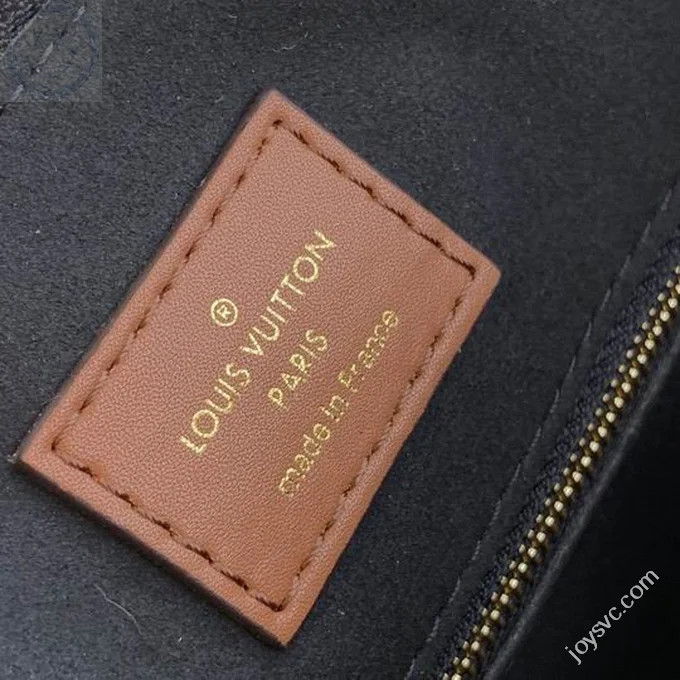 ®
LOUIS VUITTON
PARIS
made in France
joysvc.com